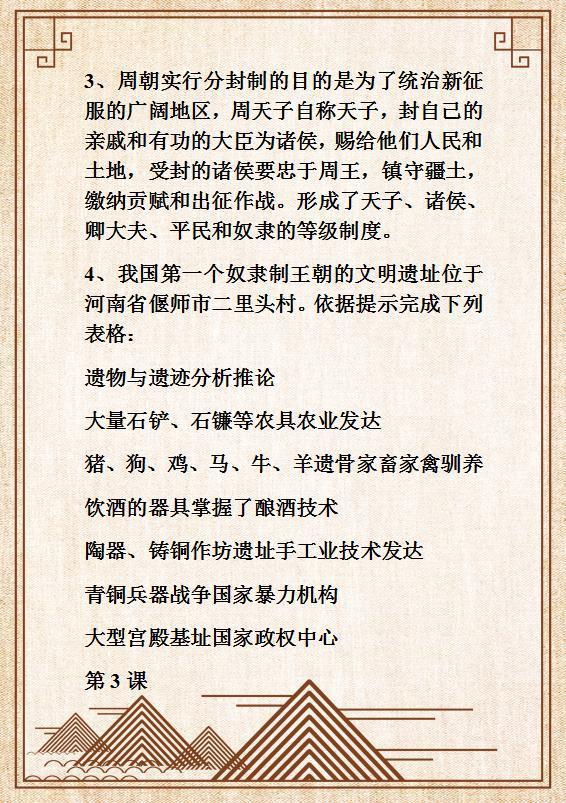 3、周朝实行分封制的目的是为了统治新征
服的广阔地区，周天子自称天子，封自己的
亲戚和有功的大臣为诸侯，赐给他们人民和
土地，受封的诸侯要忠于周王，镇守疆土，
缴纳贡赋和出征作战。形成了天子、诸侯、
卿大夫、平民和奴隶的等级制度。
4、我国第一个奴隶制王朝的文明遗址位于
河南省偃师市二里头村。依据提示完成下列
表格：
遗物与遗迹分析推论
大量石铲、石镰等农具农业发达
猪、狗、鸡、马、牛、羊遗骨家畜家禽驯养
饮酒的器具掌握了酿酒技术
陶器、铸铜作坊遗址手工业技术发达
青铜兵器战争国家暴力机构
大型宫殿基址国家政权中心
第 3 课